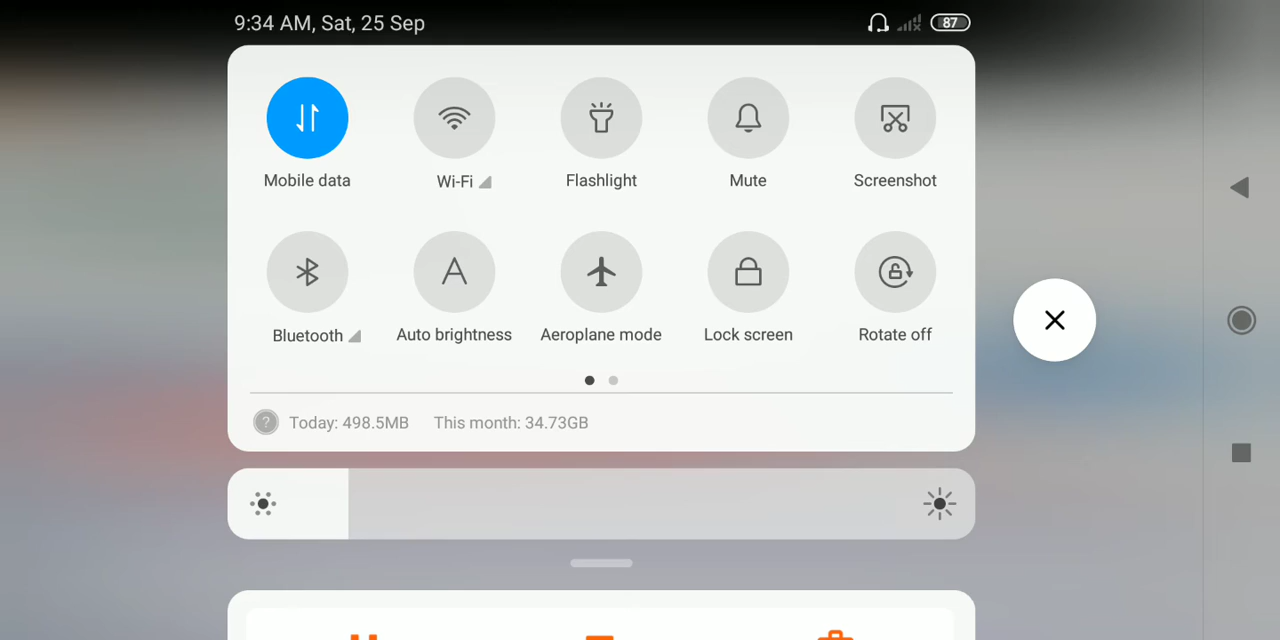 9:34 AM, Sat, 25 Sep
87
Mobile data
Wi-Fi
Flashlight
Mute
Screenshot
A
Bluetooth
Auto brightness
Aeroplane mode
Lock screen
Rotate off
? Today: 498.5MB This month: 34.73GB